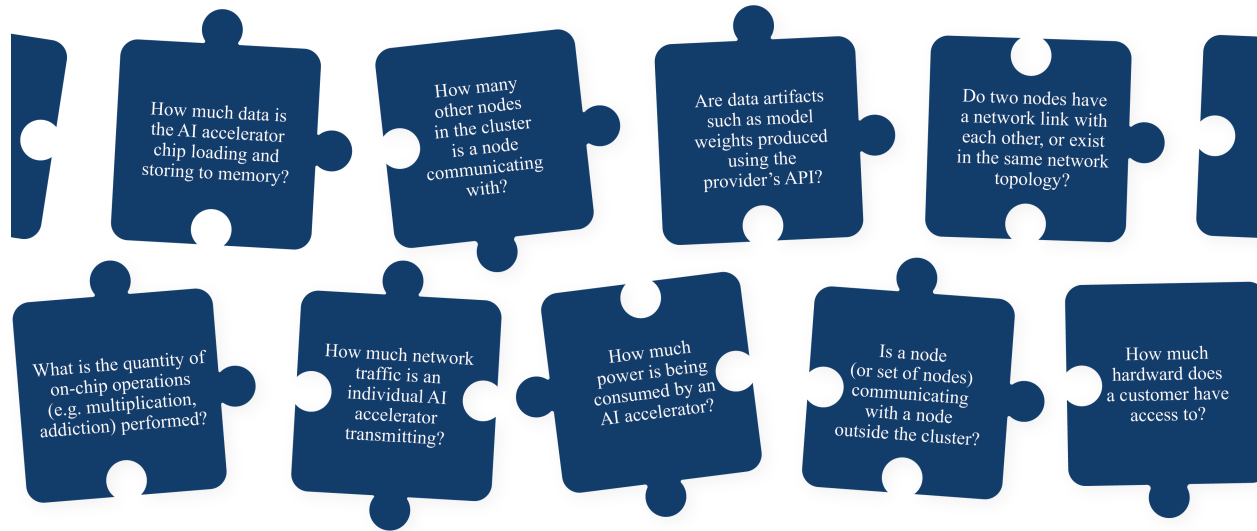 How much data is
the AI accelerator
chip loading and
storing to memory?
How many
other nodes
in the cluster
is a node
communicating
with?
Are data artifacts
such as model
weights produced
using the
provider’s API?
Do two nodes have
a network link with
each other, or exist
in the same network
topology?
What is the quantity of
on-chip operations
(e.g. multiplication,
addiction) performed?
How much network
traffic is an
individual AI
accelerator
transmitting?
How much
power is being
consumed by an
AI accelerator?
Is a node
(or set of nodes)
communicating
with a node
outside the cluster?
How much
hardward does
a customer have
access to?